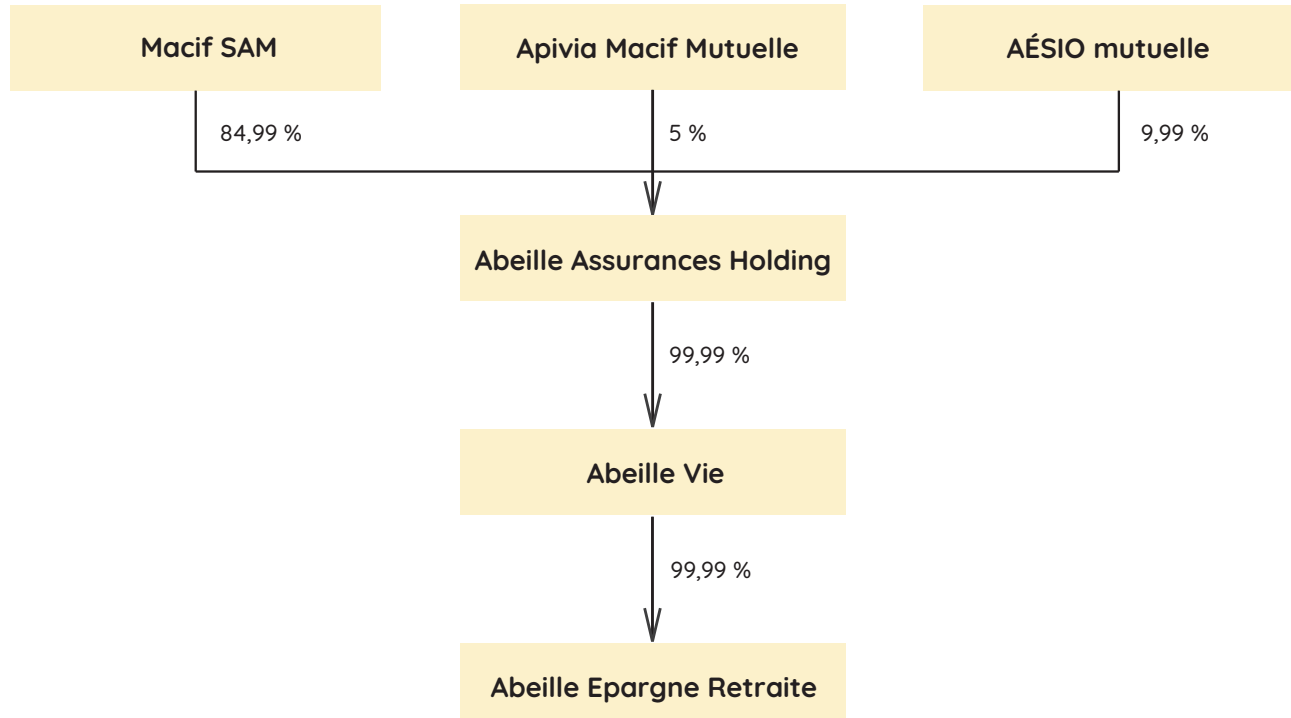 Macif SAM
Apivia Macif Mutuelle
AÉSIO mutuelle
84,99 %
5 %
9,99 %
Abeille Assurances Holding
99,99 %
Abeille Vie
99,99 %
Abeille Epargne Retraite